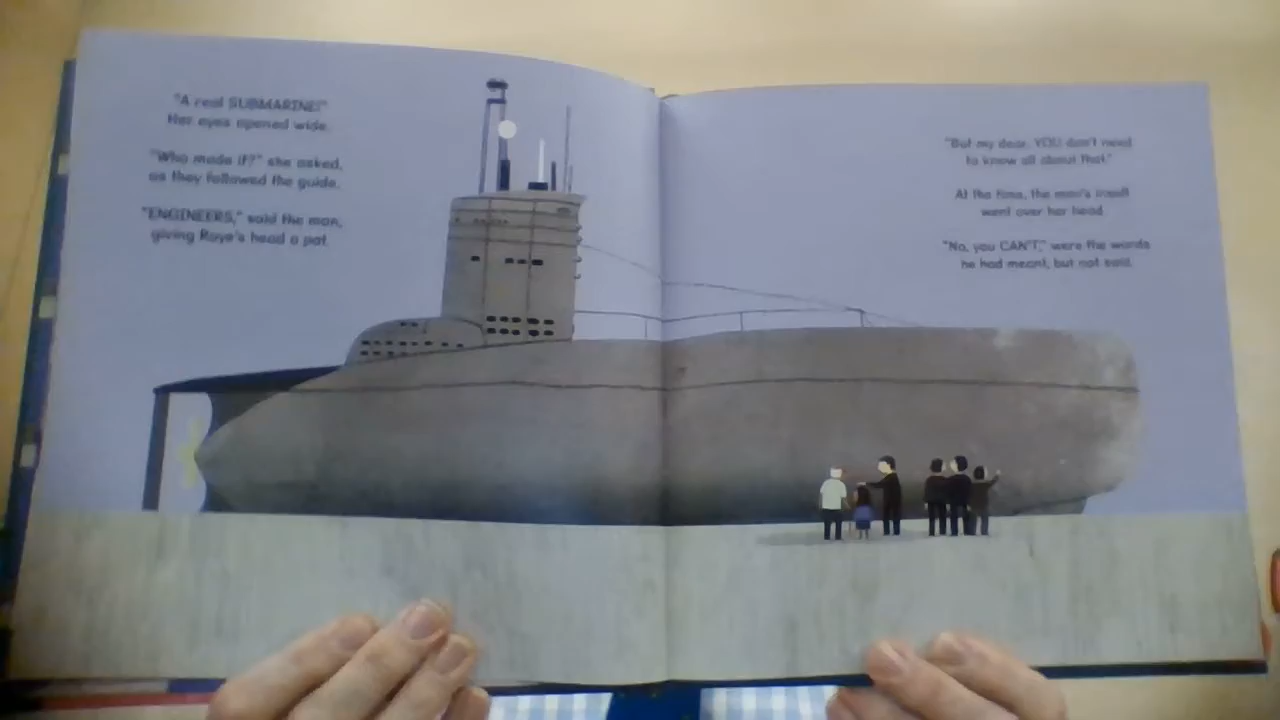 "A real SUBMARINE!"
Her eyes opened wide.
"Who made it?" she asked,
as they followed the guide.
"ENGINEERS," said the man,
giving Raye's head a pat.
"But my dear, YOU don't need
to know all about that."
At the time, the man's insult
went over her head.
"No, you CAN'T," were the words
he had meant, but not said.